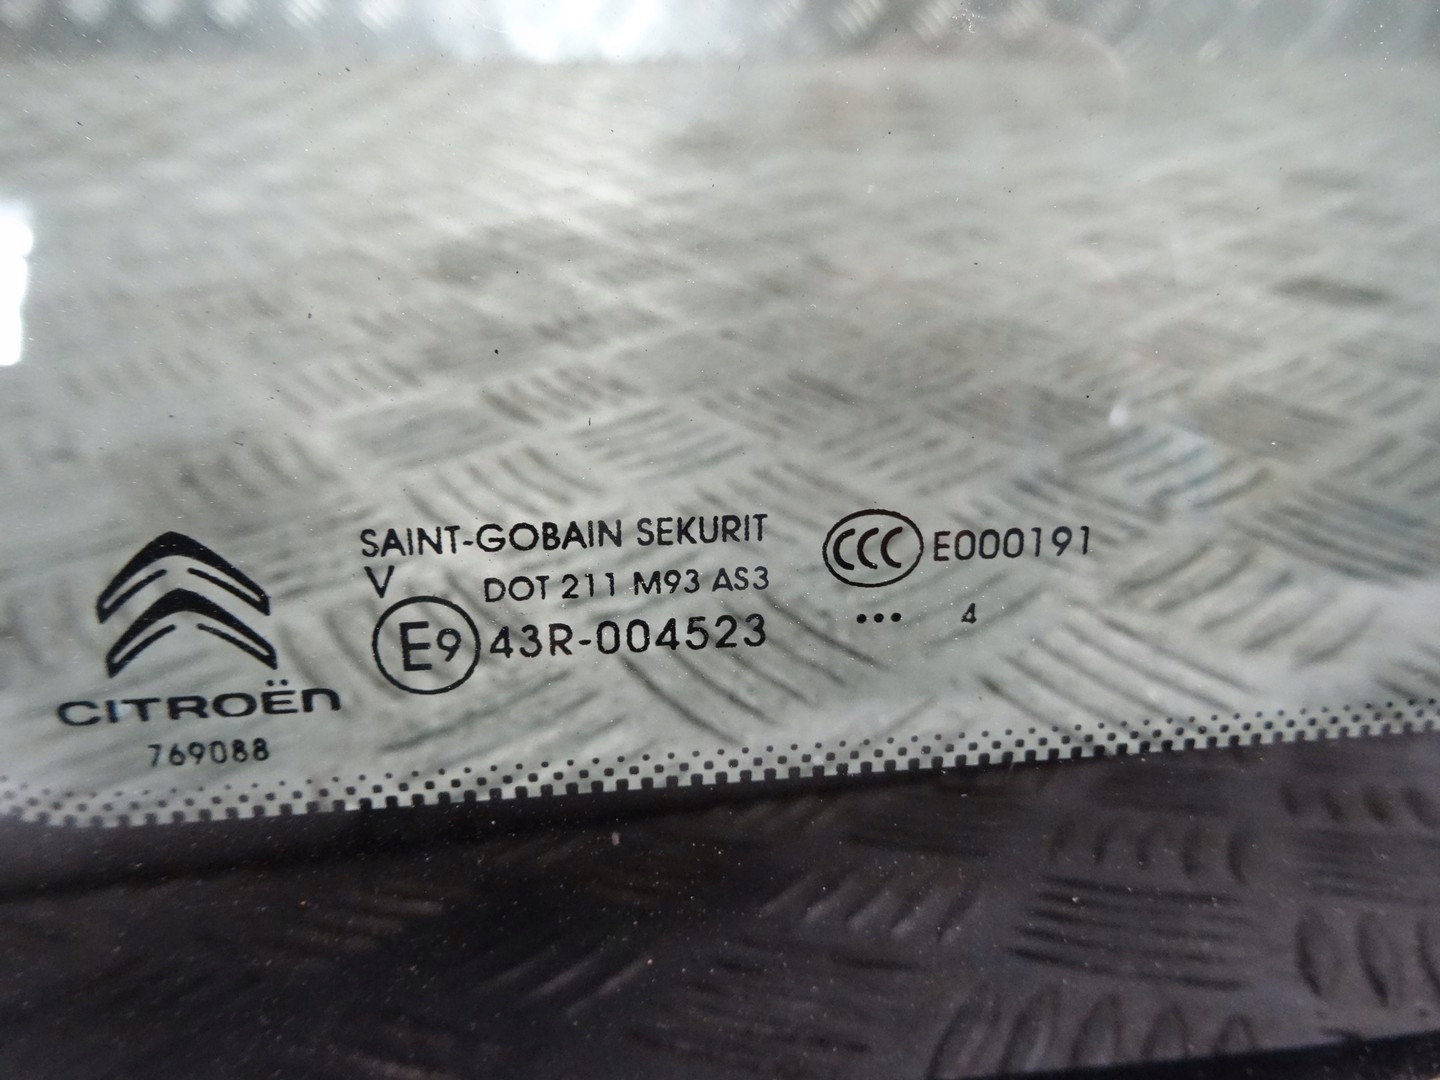 SAINT-GOBAIN SEKURIT
V DOT 211 M93 AS3
E9 43R-004523
CCC E000191
... 4
CITROËN
769088